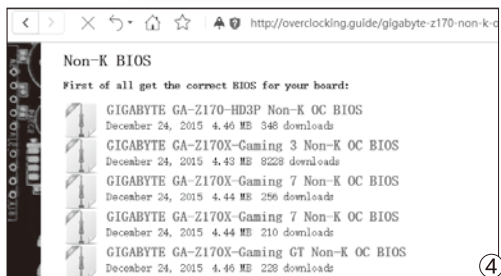 http://overclocking.guide/gigabyte-z170-non-k-o
Non-K BIOS
First of all get the correct BIOS for your board:
GIGABYTE GA-Z170-HD3P Non-K OC BIOS
December 24, 2015 4.46 MB 348 downloads
GIGABYTE GA-Z170X-Gaming 3 Non-K OC BIOS
December 24, 2015 4.43 MB 8228 downloads
GIGABYTE GA-Z170X-Gaming 7 Non-K OC BIOS
December 24, 2015 4.44 MB 256 downloads
GIGABYTE GA-Z170X-Gaming 7 Non-K OC BIOS
December 24, 2015 4.44 MB 210 downloads
GIGABYTE GA-Z170X-Gaming GT Non-K OC BIOS
December 24, 2015 4.46 MB 228 downloads
④